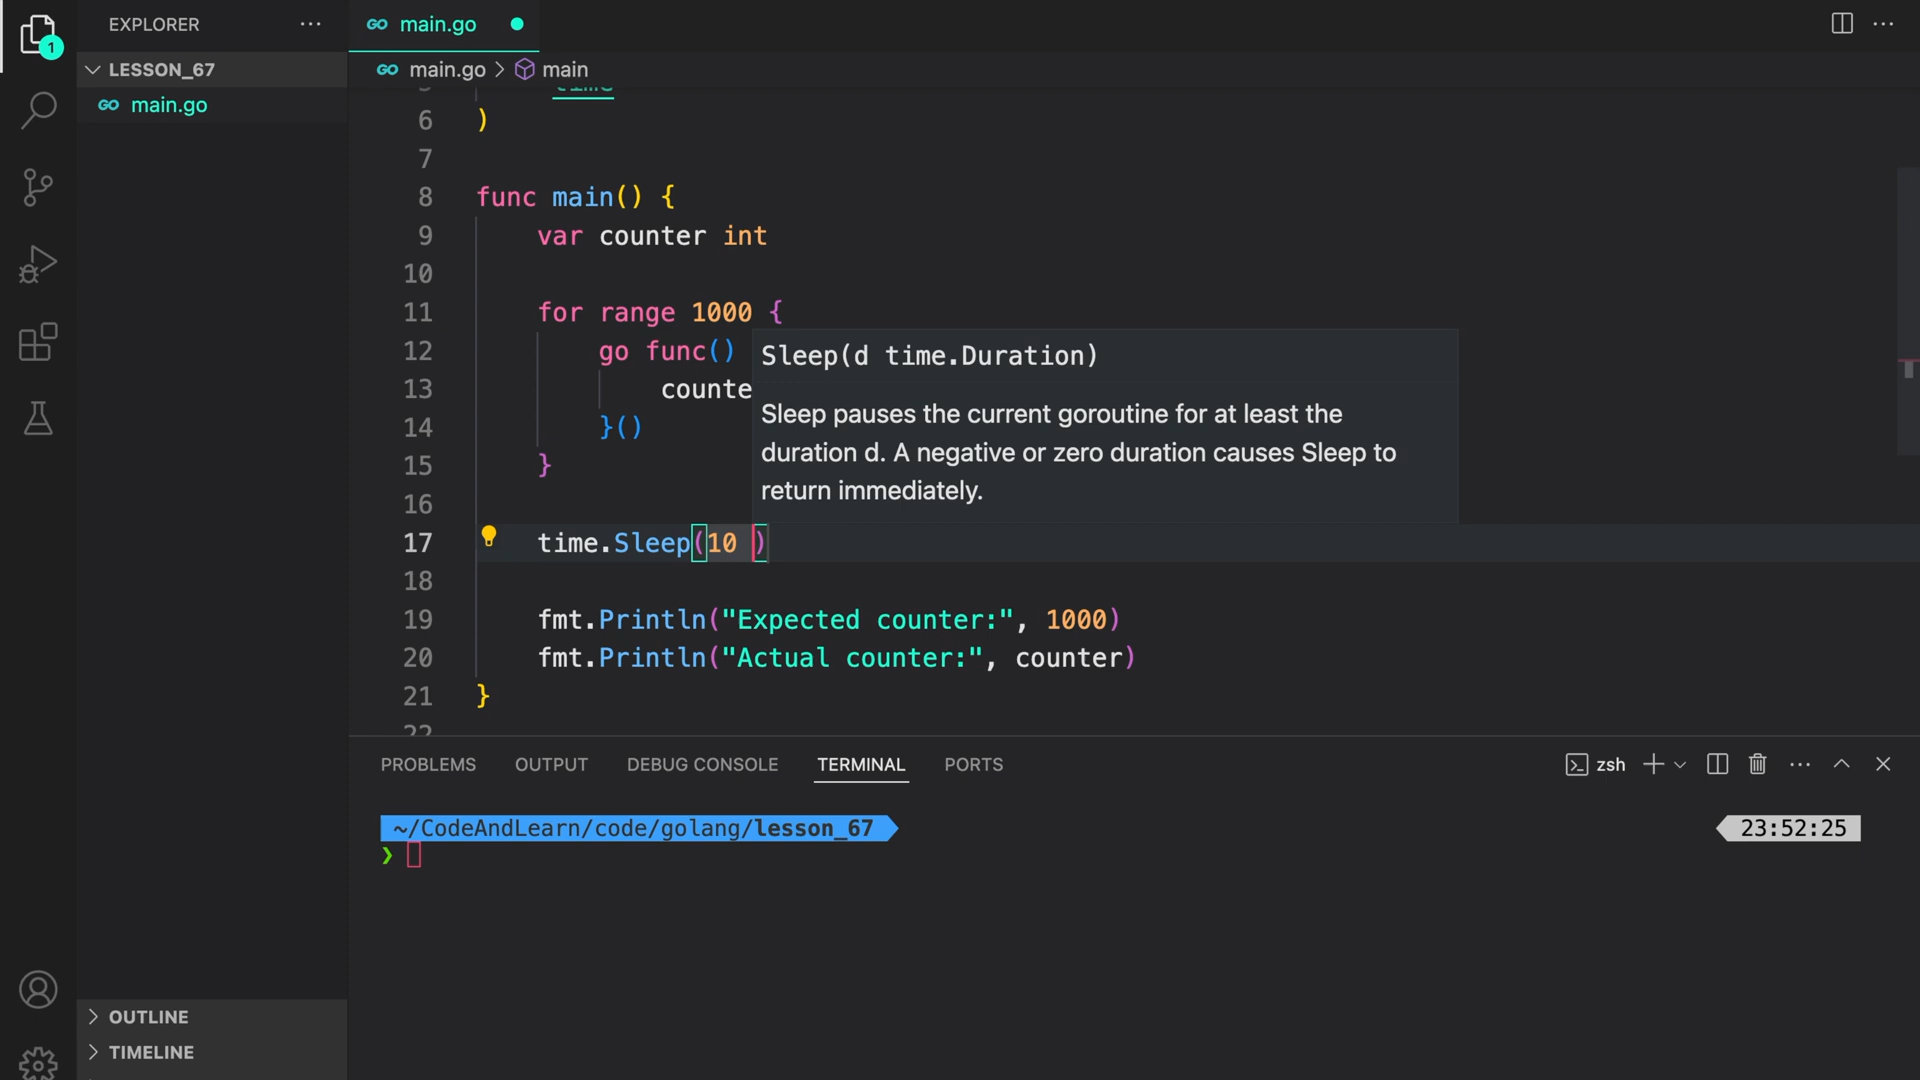 EXPLORER
LESSON_67
main.go
1
OUTLINE
TIMELINE
main.go
main.go > main
6 )
7
8 func main() {
9 var counter int
10
11 for range 1000 {
12 go func()
13 counte
14 }()
15 }
16
17 time.Sleep(10 )
18
19 fmt.Println("Expected counter:", 1000)
20 fmt.Println("Actual counter:", counter)
21 }
22
Sleep(d time.Duration)
Sleep pauses the current goroutine for at least the
duration d. A negative or zero duration causes Sleep to
return immediately.
PROBLEMS OUTPUT DEBUG CONSOLE TERMINAL PORTS
zsh
~/CodeAndLearn/code/golang/lesson_67
23:52:25
❯